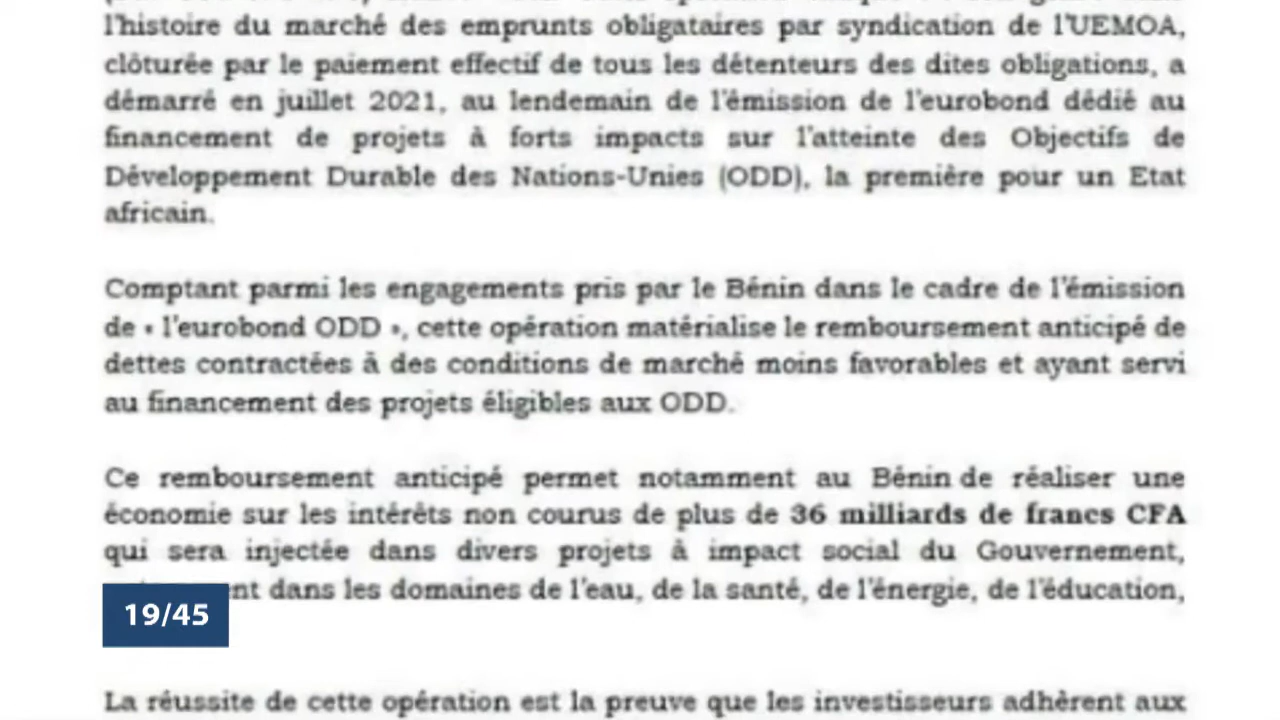 l'histoire du marché des emprunts obligataires par syndication de l'UEMOA,
clôturée par le paiement effectif de tous les détenteurs des dites obligations, a
démarré en juillet 2021, au lendemain de l'émission de l'eurobond dédié au
financement de projets à forts impacts sur l'atteinte des Objectifs de
Développement Durable des Nations-Unies (ODD), la première pour un Etat
africain.
Comptant parmi les engagements pris par le Bénin dans le cadre de l'émission
de « l'eurobond ODD », cette opération matérialise le remboursement anticipé de
dettes contractées à des conditions de marché moins favorables et ayant servi
au financement des projets éligibles aux ODD.
Ce remboursement anticipé permet notamment au Bénin de réaliser une
économie sur les intérêts non courus de plus de 36 milliards de francs CFA
qui sera injectée dans divers projets à impact social du Gouvernement,
nt dans les domaines de l'eau, de la santé, de l'énergie, de l'éducation,
19/45
La réussite de cette opération est la preuve que les investisseurs adhèrent aux